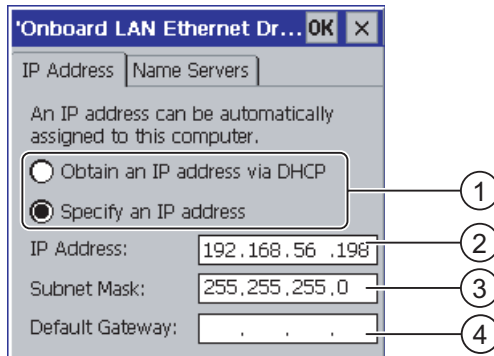 'Onboard LAN Ethernet Dr... OK ×
IP Address Name Servers
An IP address can be automatically
assigned to this computer.
Obtain an IP address via DHCP
1
Specify an IP address
IP Address: 192.168.56 .198 2
Subnet Mask: 255.255.255.0 3
Default Gateway: . . . 4